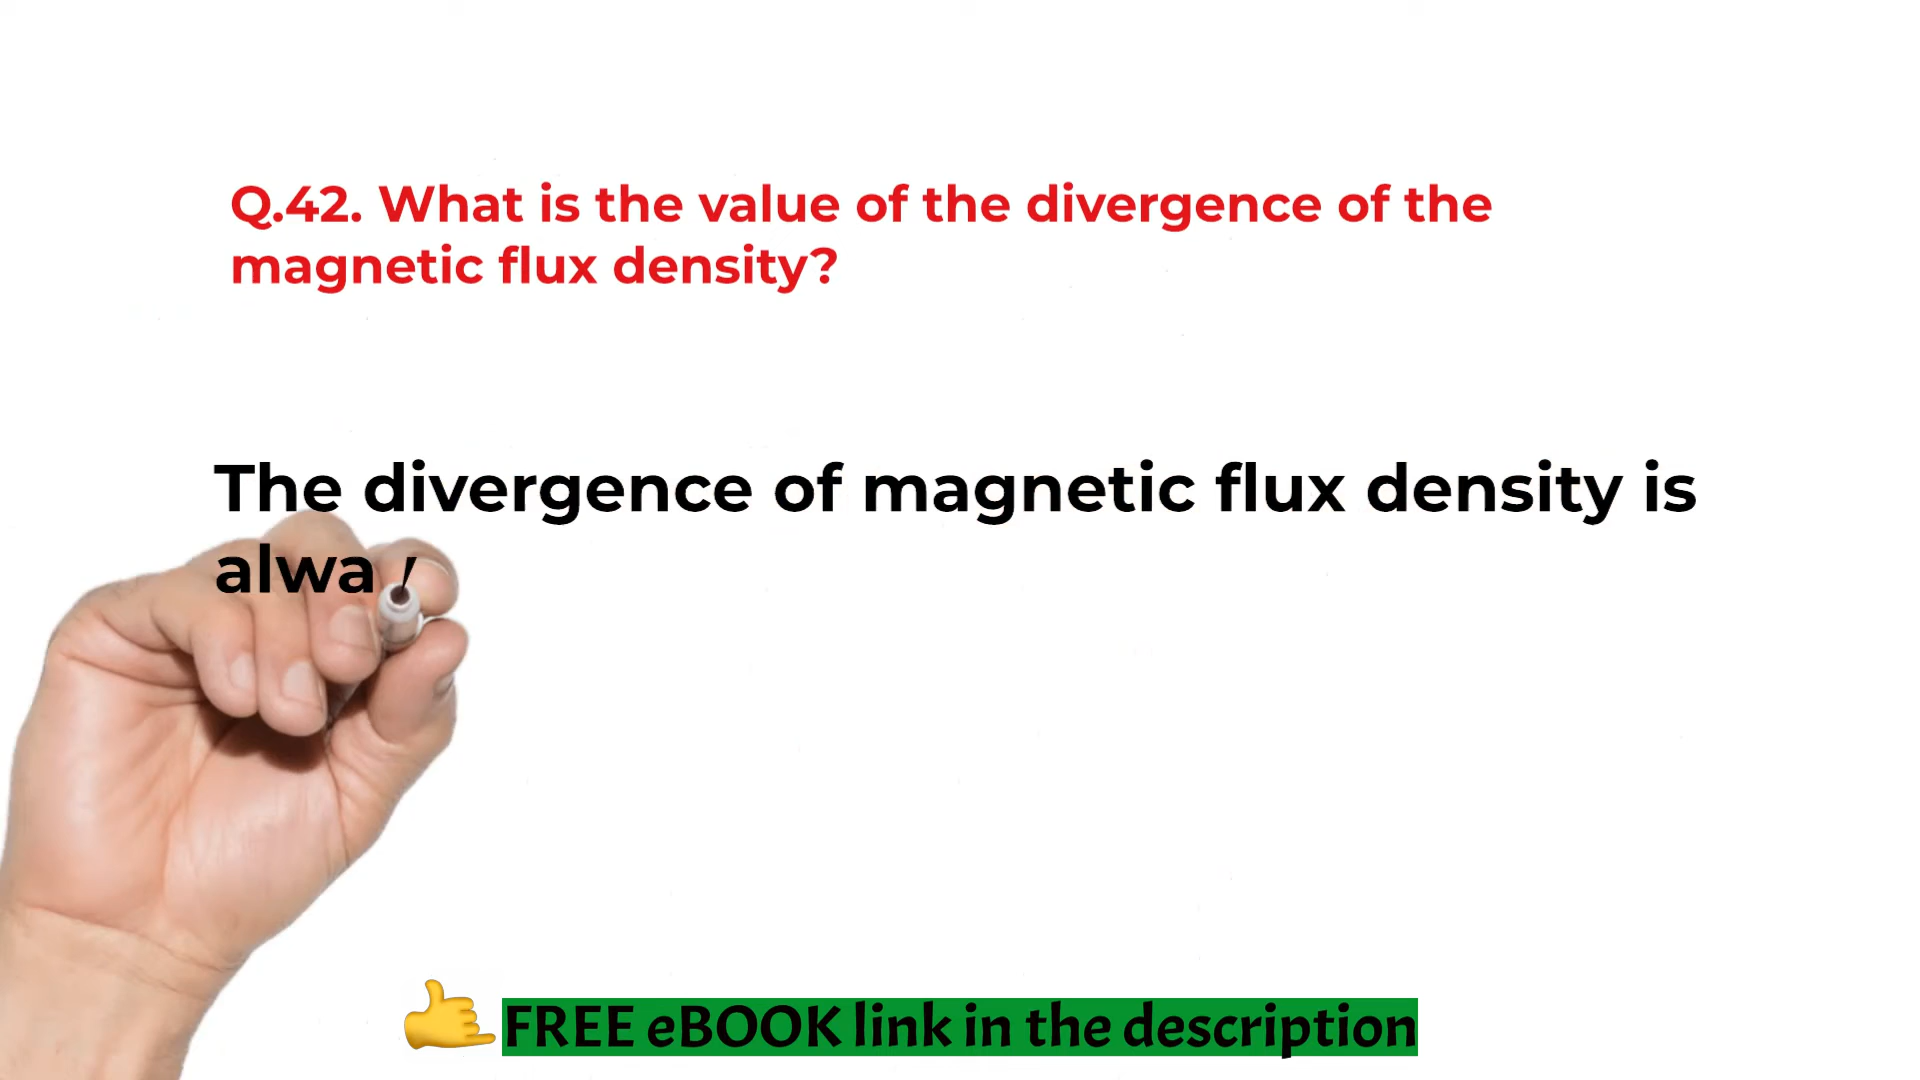 Q.42. What is the value of the divergence of the
magnetic flux density?
The divergence of magnetic flux density is
alwa
FREE eBOOK link in the description